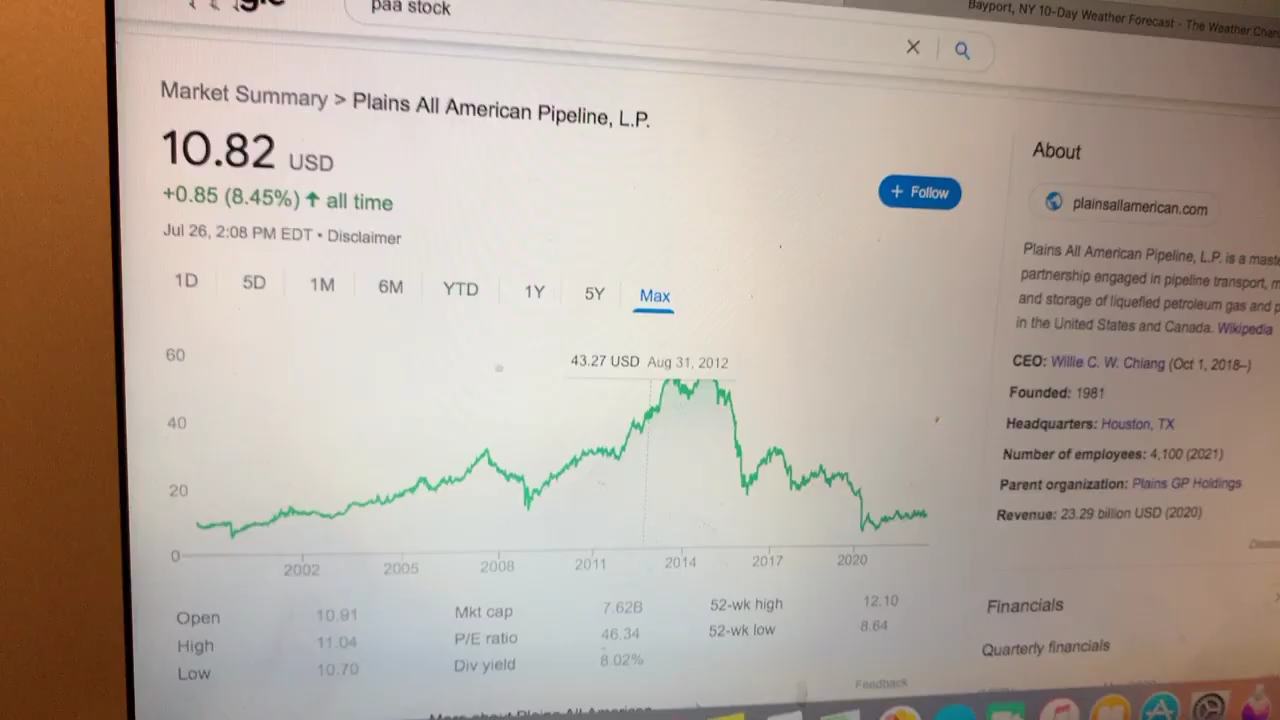 paa stock
Bayport, NY 10-Day Weather Forecast - The Weather
Market Summary > Plains All American Pipeline, L.P.
10.82 USD
+0.85 (8.45%) ↑ all time
Jul 26, 2:08 PM EDT • Disclaimer
+ Follow
1D 5D 1M 6M YTD 1Y 5Y Max
43.27 USD Aug 31, 2012
60
40
20
0
2002 2005 2008 2011 2014 2017 2020
Open 10.91 Mkt cap 7.62B 52-wk high 12.10
High 11.04 P/E ratio 46.34 52-wk low 8.64
Low 10.70 Div yield 8.02%
Feedback
About
plainsallamerican.com
Plains All American Pipeline, L.P. is a
partnership engaged in pipeline transport,
and storage of liquefied petroleum gas and
in the United States and Canada. Wikipedia
CEO: Willie C. W. Chiang (Oct 1, 2018–)
Founded: 1981
Headquarters: Houston, TX
Number of employees: 4,100 (2021)
Parent organization: Plains GP Holdings
Revenue: 23.29 billion USD (2020)
Financials
Quarterly financials